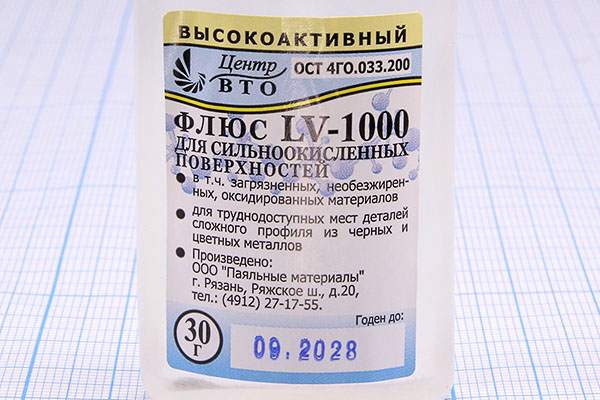 ВЫСОКОАКТИВНЫЙ
Центр
ВТО
ОСТ 4ГО.033.200
ФЛЮС LV-1000
ДЛЯ СИЛЬНООКИСЛЕННЫХ
ПОВЕРХНОСТЕЙ
● в т.ч. загрязненных, необезжирен-
ных, оксидированных материалов
● для труднодоступных мест деталей
сложного профиля из черных и
цветных металлов
● Произведено:
ООО "Паяльные материалы"
г. Рязань, Ряжское ш., д.20,
тел.: (4912) 27-17-55.
30
г
Годен до:
09.2028